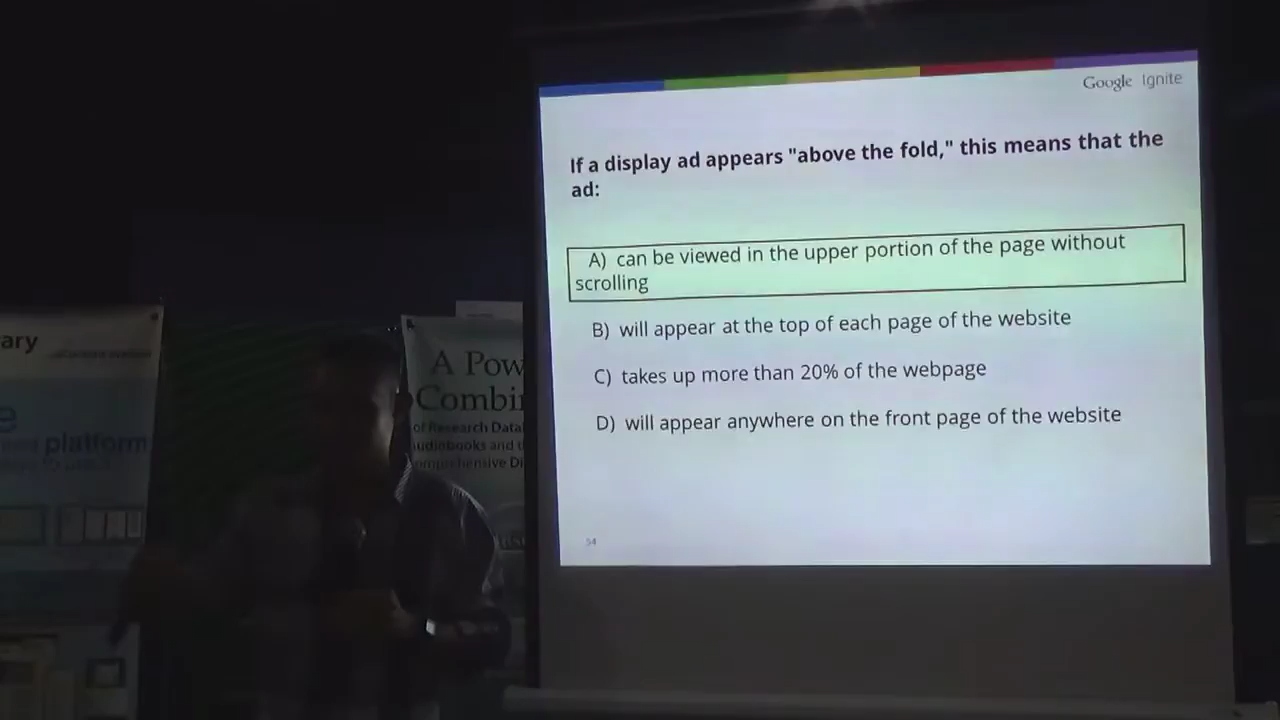 Google Ignite
If a display ad appears "above the fold," this means that the
ad:
A) can be viewed in the upper portion of the page without
scrolling
B) will appear at the top of each page of the website
C) takes up more than 20% of the webpage
D) will appear anywhere on the front page of the website
54
ary
e
platform
A Pow
Combi
of Research Data
udiobooks and
omprehensive Di